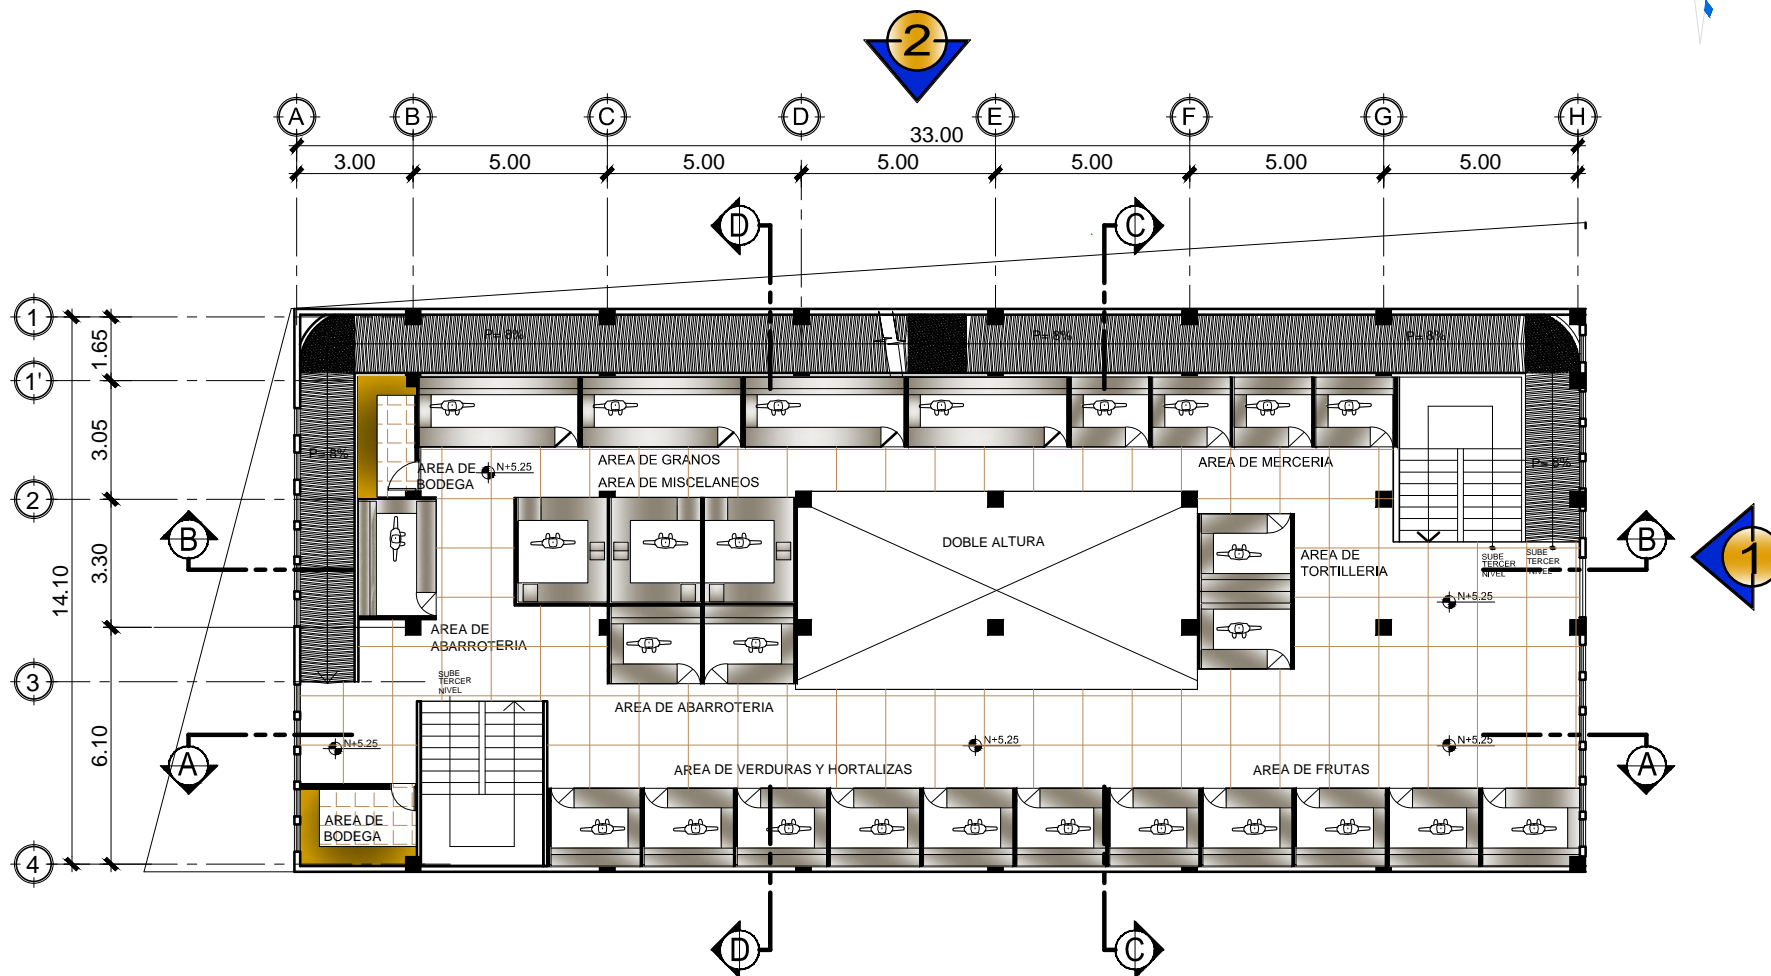 2
A
B
C
D
E
F
G
H
33.00
3.00
5.00
5.00
5.00
5.00
5.00
5.00
D
C
1
1'
2
3
4
1.65
3.05
3.30
6.10
14.10
P= 8%
P= 8%
P= 8%
P= 8%
P= 8%
AREA DE
BODEGA
N+5.25
AREA DE GRANOS
AREA DE MISCELANEOS
AREA DE MERCERIA
B
DOBLE ALTURA
AREA DE
TORTILLERIA
SUBE
TERCER
NIVEL
SUBE
TERCER
NIVEL
B
1
N+5.25
AREA DE
ABARROTERIA
SUBE
TERCER
NIVEL
AREA DE ABARROTERIA
A
N+5.25
N+5.25
N+5.25
A
AREA DE VERDURAS Y HORTALIZAS
AREA DE FRUTAS
AREA DE
BODEGA
D
C